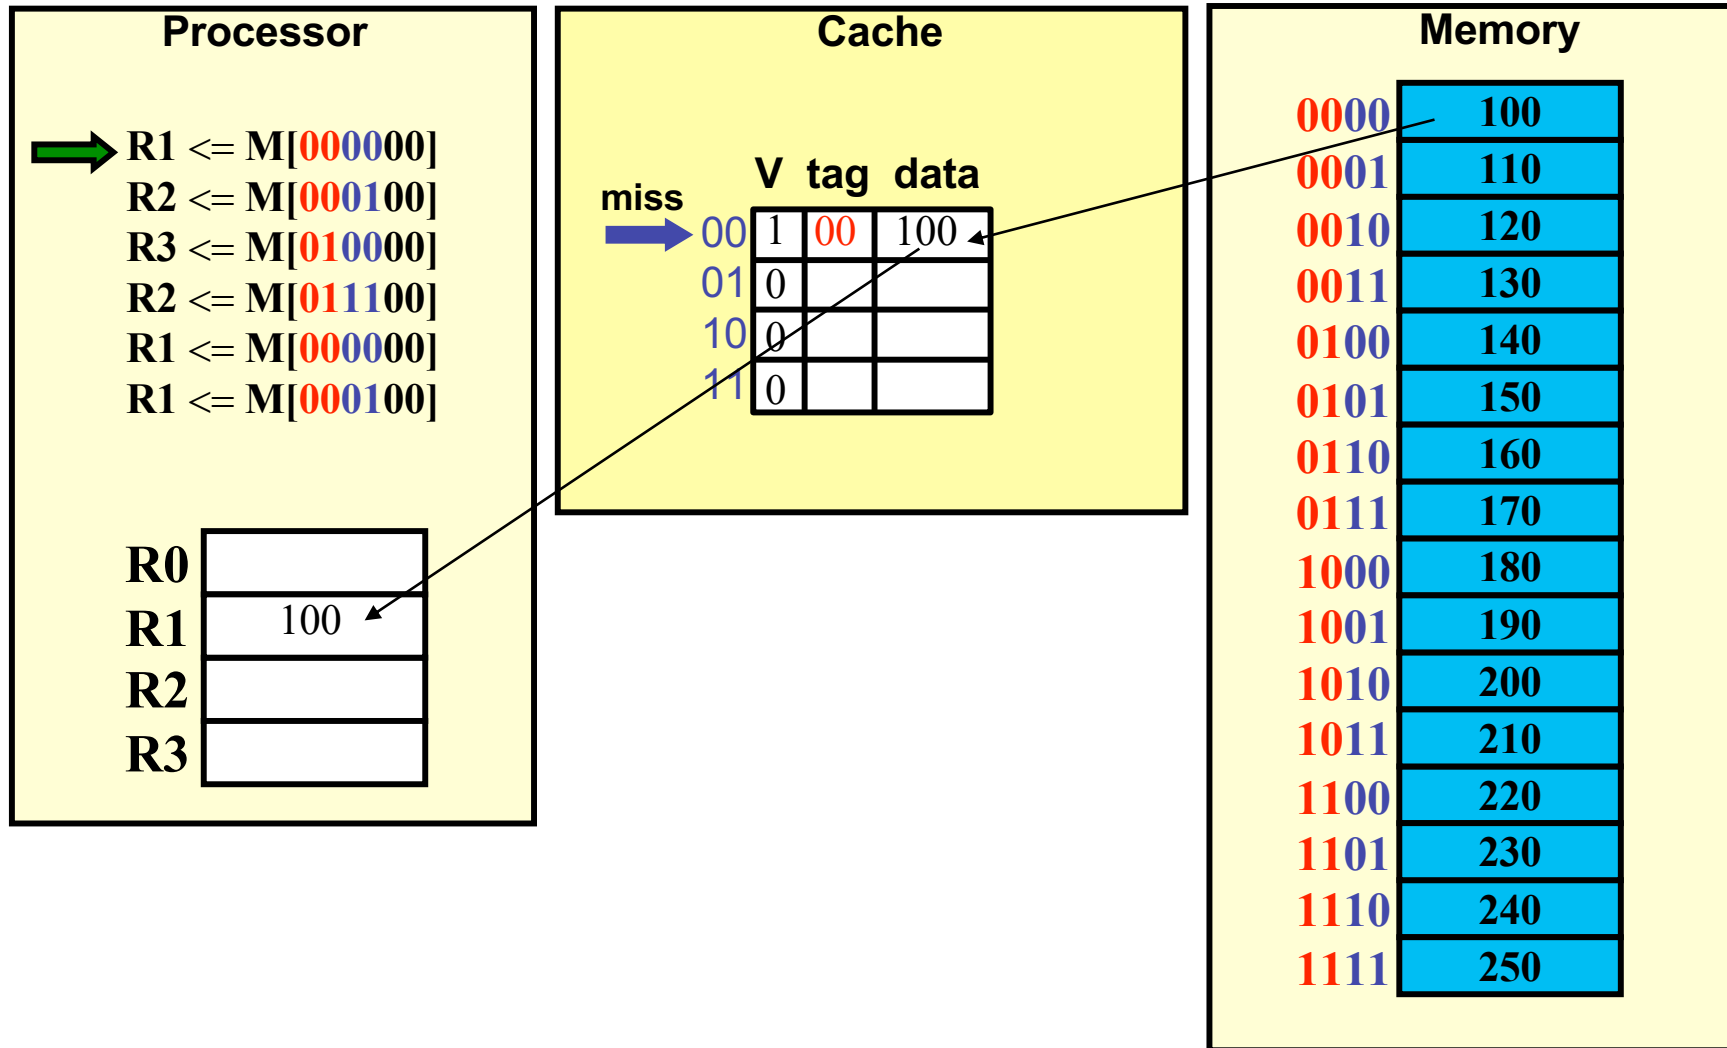 Processor
R1 <= M[000000]
R2 <= M[000100]
R3 <= M[010000]
R2 <= M[011100]
R1 <= M[000000]
R1 <= M[000100]
R0
R1 100
R2
R3
Cache
V tag data
miss
00 1 00 100
01 0
10 0
11 0
Memory
0000 100
0001 110
0010 120
0011 130
0100 140
0101 150
0110 160
0111 170
1000 180
1001 190
1010 200
1011 210
1100 220
1101 230
1110 240
1111 250